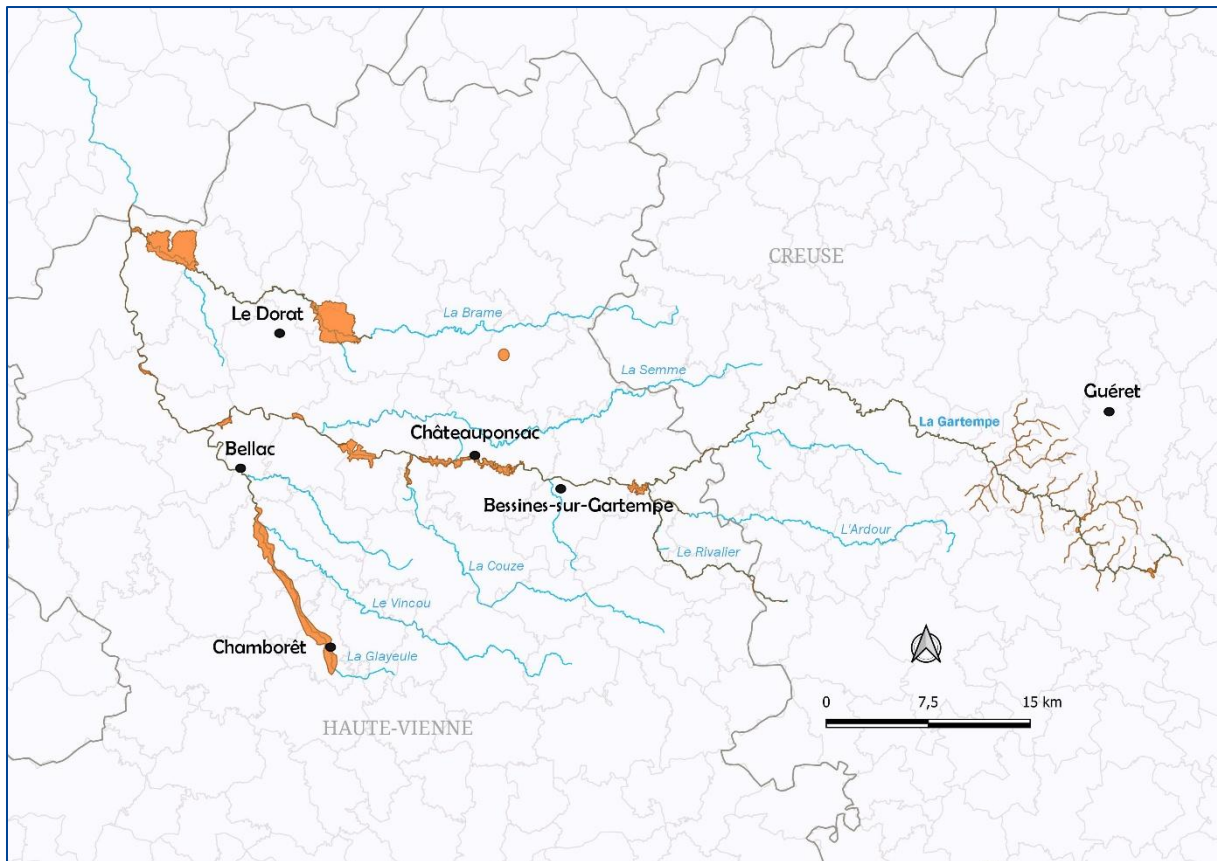 CREUSE
La Brame
Le Dorat
La Semme
Guéret
La Gartempe
Châteauponsac
Bellac
Bessines-sur-Gartempe
L'Ardour
Le Rivalier
La Couze
Le Vincou
Chamborêt
La Glayeule
HAUTE-VIENNE
0 7,5 15 km